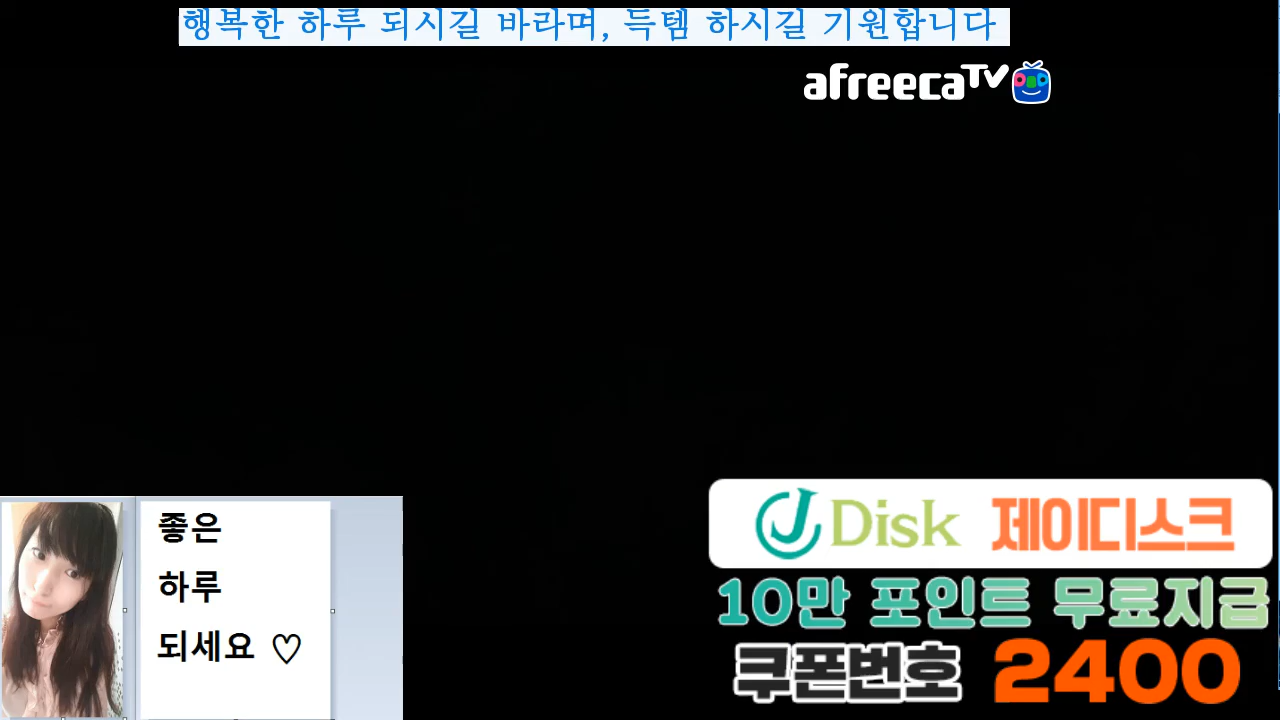 행복한 하루 되시길 바라며, 득템 하시길 기원합니다
afreecaTV
좋은
하루
되세요 ♡
JDisk 제이디스크
10만 포인트 무료지급
쿠폰번호 2400